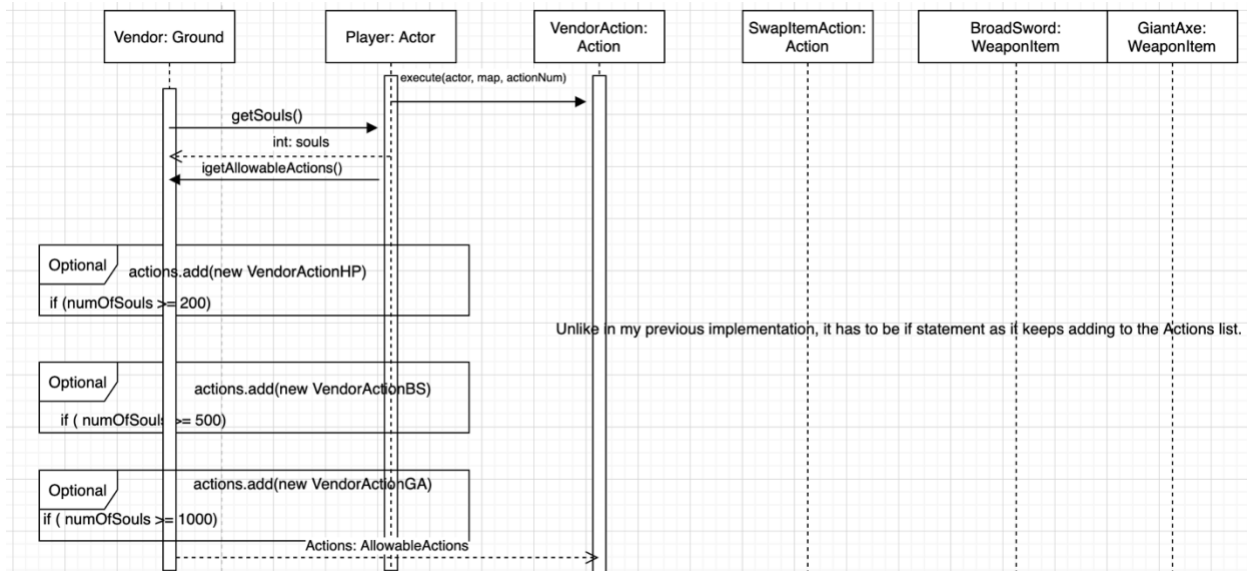 Vendor: Ground
Player: Actor
VendorAction:
Action
SwapItemAction:
Action
BroadSword:
WeaponItem
GiantAxe:
WeaponItem
execute(actor, map, actionNum)
getSouls()
int: souls
igetAllowableActions()
Optional
actions.add(new VendorActionHP)
if (numOfSouls >= 200)
Unlike in my previous implementation, it has to be if statement as it keeps adding to the Actions list.
Optional
actions.add(new VendorActionBS)
if ( numOfSouls >= 500)
Optional
actions.add(new VendorActionGA)
if ( numOfSouls >= 1000)
Actions: AllowableActions